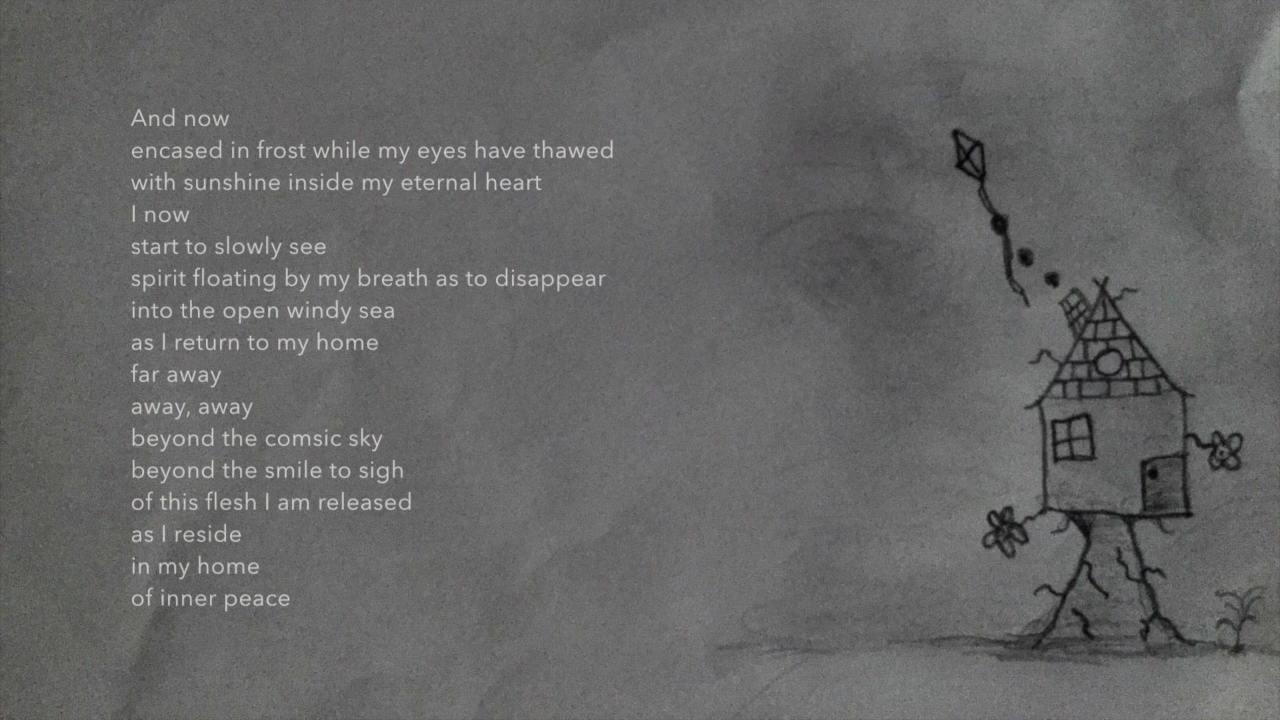 And now
encased in frost while my eyes have thawed
with sunshine inside my eternal heart
I now
start to slowly see
spirit floating by my breath as to disappear
into the open windy sea
as I return to my home
far away
away, away
beyond the comsic sky
beyond the smile to sigh
of this flesh I am released
as I reside
in my home
of inner peace